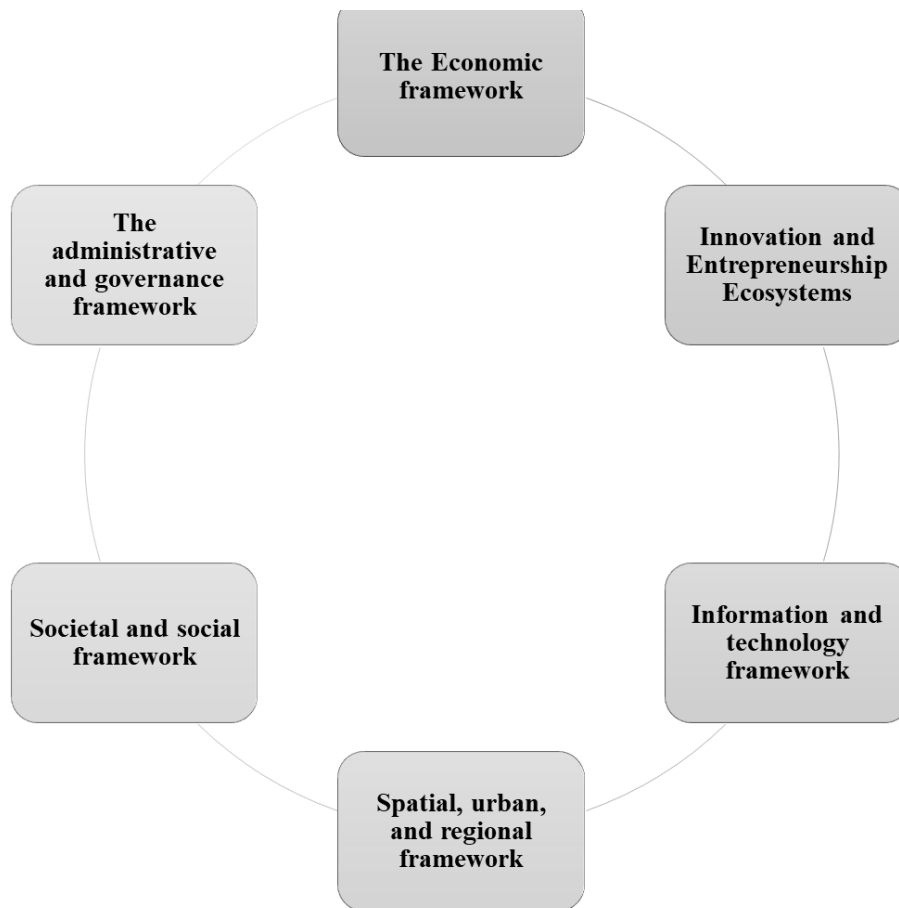 The Economic
framework
Innovation and
Entrepreneurship
Ecosystems
Information and
technology
framework
Spatial, urban,
and regional
framework
Societal and social
framework
The
administrative
and governance
framework